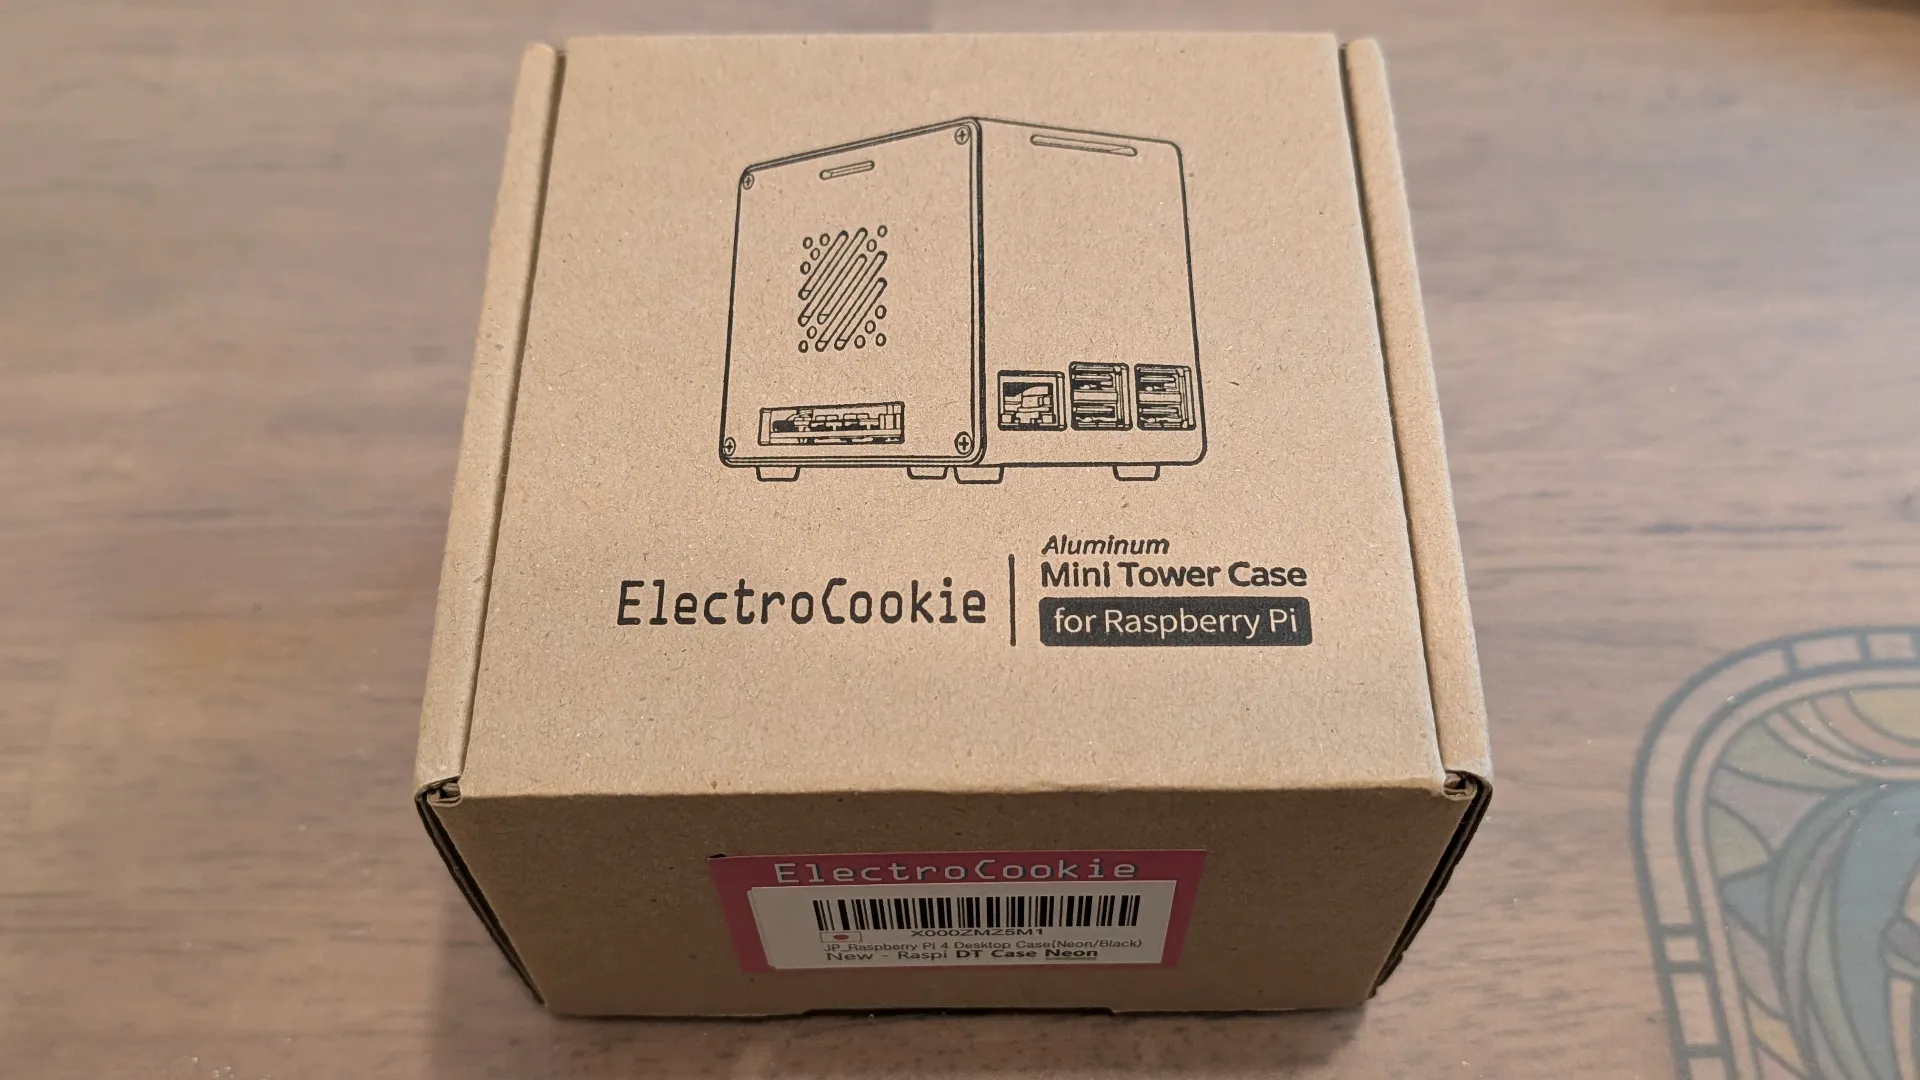 ElectroCookie
Aluminum
Mini Tower Case
for Raspberry Pi
ElectroCookie
X000ZMZ5M1
JP_Raspberry Pi 4 Desktop Case(Neon/Black)
New - Raspi DT Case Neon